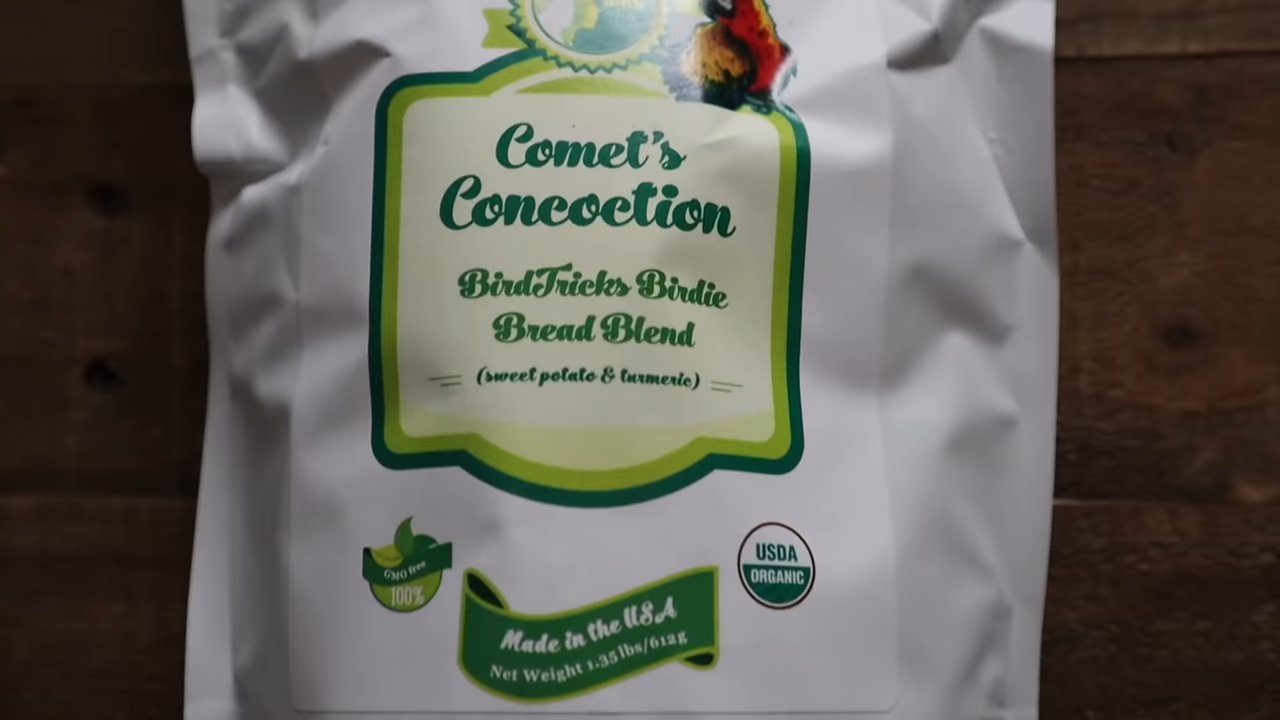 Comet's
Concoction
BirdTricks Birdie
Bread Blend
(sweet potato & turmeric)
GMO free
100%
USDA
ORGANIC
Made in the USA
Net Weight 1.35lbs/612g